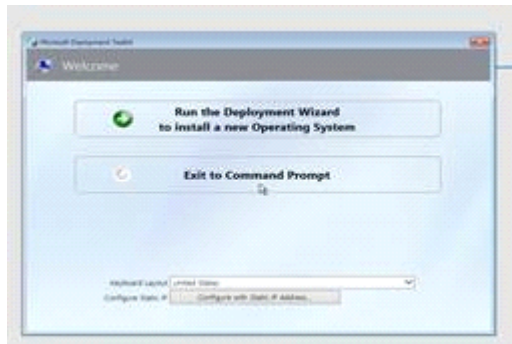 Microsoft Deployment Toolkit
Welcome
Run the Deployment Wizard
to install a new Operating System
Exit to Command Prompt
Keyboard Layout United States
Configure Static IP Configure with Static IP Address...